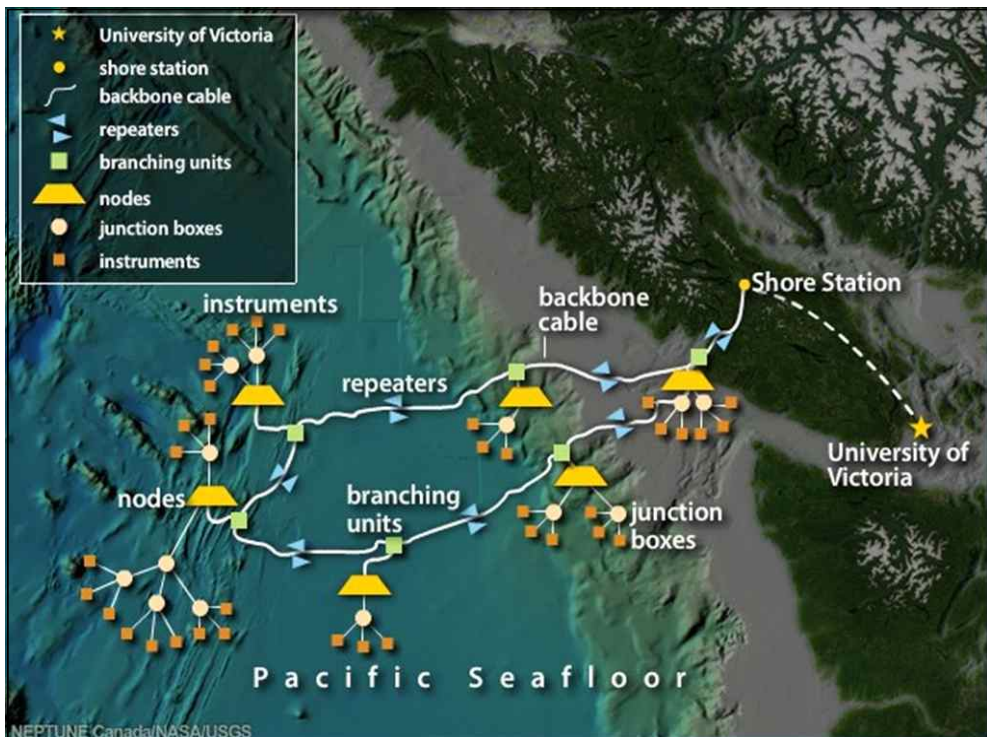 University of Victoria
shore station
backbone cable
repeaters
branching units
nodes
junction boxes
instruments
instruments
backbone
cable
Shore Station
repeaters
University of
Victoria
nodes
branching
units
junction
boxes
Pacific Seafloor
NEPTUNE Canada/NASA/USGS